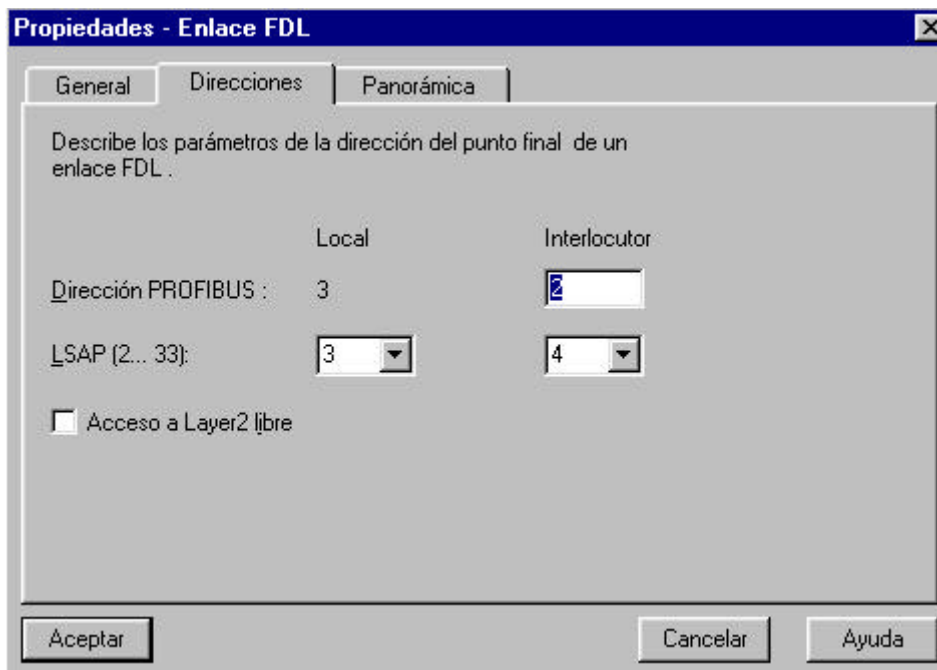 Propiedades - Enlace FDL
General Direcciones Panorámica
Describe los parámetros de la dirección del punto final de un
enlace FDL .
Local Interlocutor
Dirección PROFIBUS : 3 2
LSAP (2... 33): 3 4
Acceso a Layer2 libre
Aceptar Cancelar Ayuda